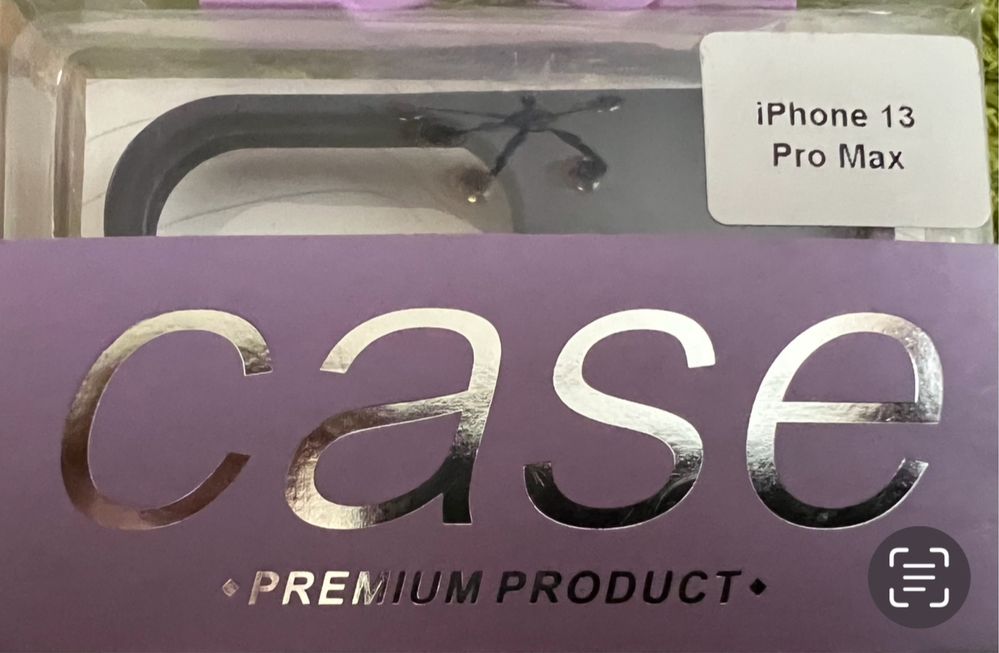 iPhone 13
Pro Max
case
PREMIUM PRODUCT